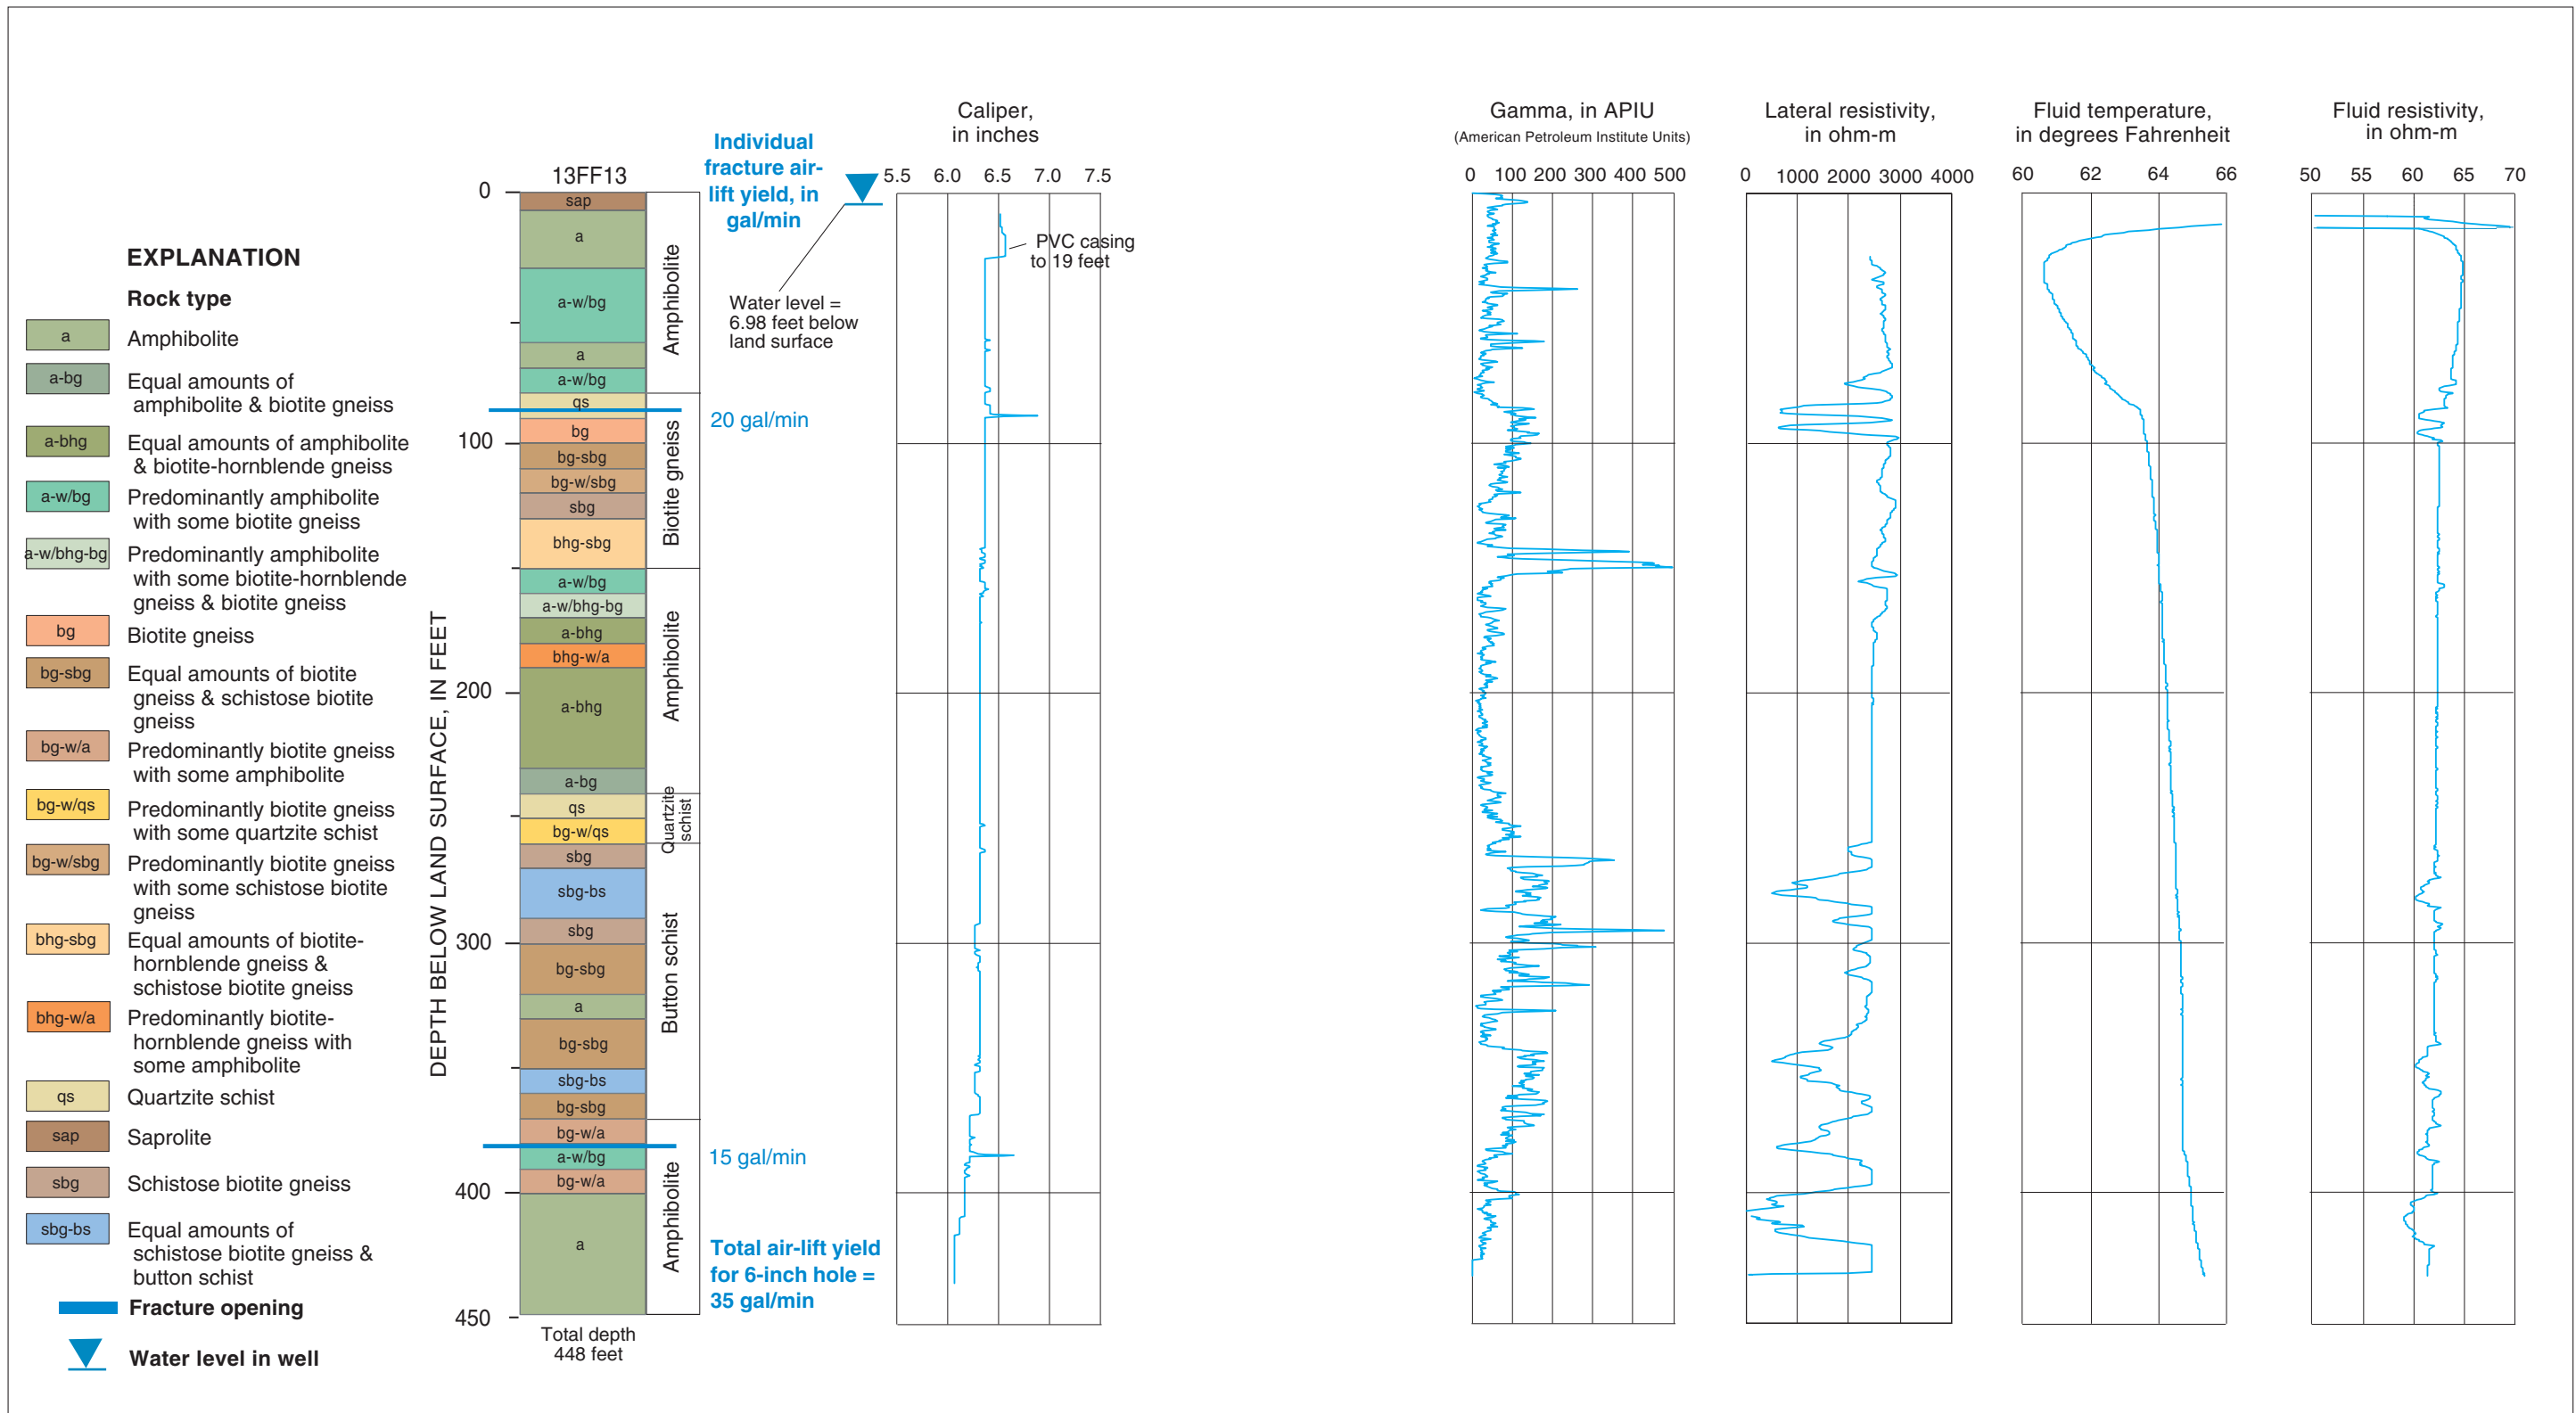 EXPLANATION
Rock type
a
Amphibolite
a-bg
Equal amounts of
amphibolite & biotite gneiss
a-bhg
Equal amounts of amphibolite
& biotite-hornblende gneiss
a-w/bg
Predominantly amphibolite
with some biotite gneiss
a-w/bhg-bg
Predominantly amphibolite
with some biotite-hornblende
gneiss & biotite gneiss
bg
Biotite gneiss
bg-sbg
Equal amounts of biotite
gneiss & schistose biotite
gneiss
bg-w/a
Predominantly biotite gneiss
with some amphibolite
bg-w/qs
Predominantly biotite gneiss
with some quartzite schist
bg-w/sbg
Predominantly biotite gneiss
with some schistose biotite
gneiss
bhg-sbg
Equal amounts of biotite-
hornblende gneiss &
schistose biotite gneiss
bhg-w/a
Predominantly biotite-
hornblende gneiss with
some amphibolite
qs
Quartzite schist
sap
Saprolite
sbg
Schistose biotite gneiss
sbg-bs
Equal amounts of
schistose biotite gneiss &
button schist
Fracture opening
Water level in well
DEPTH BELOW LAND SURFACE, IN FEET
0
100
200
300
400
450
13FF13
sap
a
a-w/bg
a
a-w/bg
qs
bg
bg-sbg
bg-w/sbg
sbg
bhg-sbg
a-w/bg
a-w/bhg-bg
a-bhg
bhg-w/a
a-bhg
a-bg
qs
bg-w/qs
sbg
sbg-bs
sbg
bg-sbg
a
bg-sbg
sbg-bs
bg-sbg
bg-w/a
a-w/bg
bg-w/a
a
Total depth
448 feet
Amphibolite
Biotite gneiss
Amphibolite
Quartzite
schist
Button schist
Amphibolite
Individual
fracture air-
lift yield, in
gal/min
Water level =
6.98 feet below
land surface
20 gal/min
15 gal/min
Total air-lift yield
for 6-inch hole =
35 gal/min
Caliper,
in inches
5.5 6.0 6.5 7.0 7.5
PVC casing
to 19 feet
Gamma, in APIU
(American Petroleum Institute Units)
0 100 200 300 400 500
Lateral resistivity,
in ohm-m
0 1000 2000 3000 4000
Fluid temperature,
in degrees Fahrenheit
60 62 64 66
Fluid resistivity,
in ohm-m
50 55 60 65 70